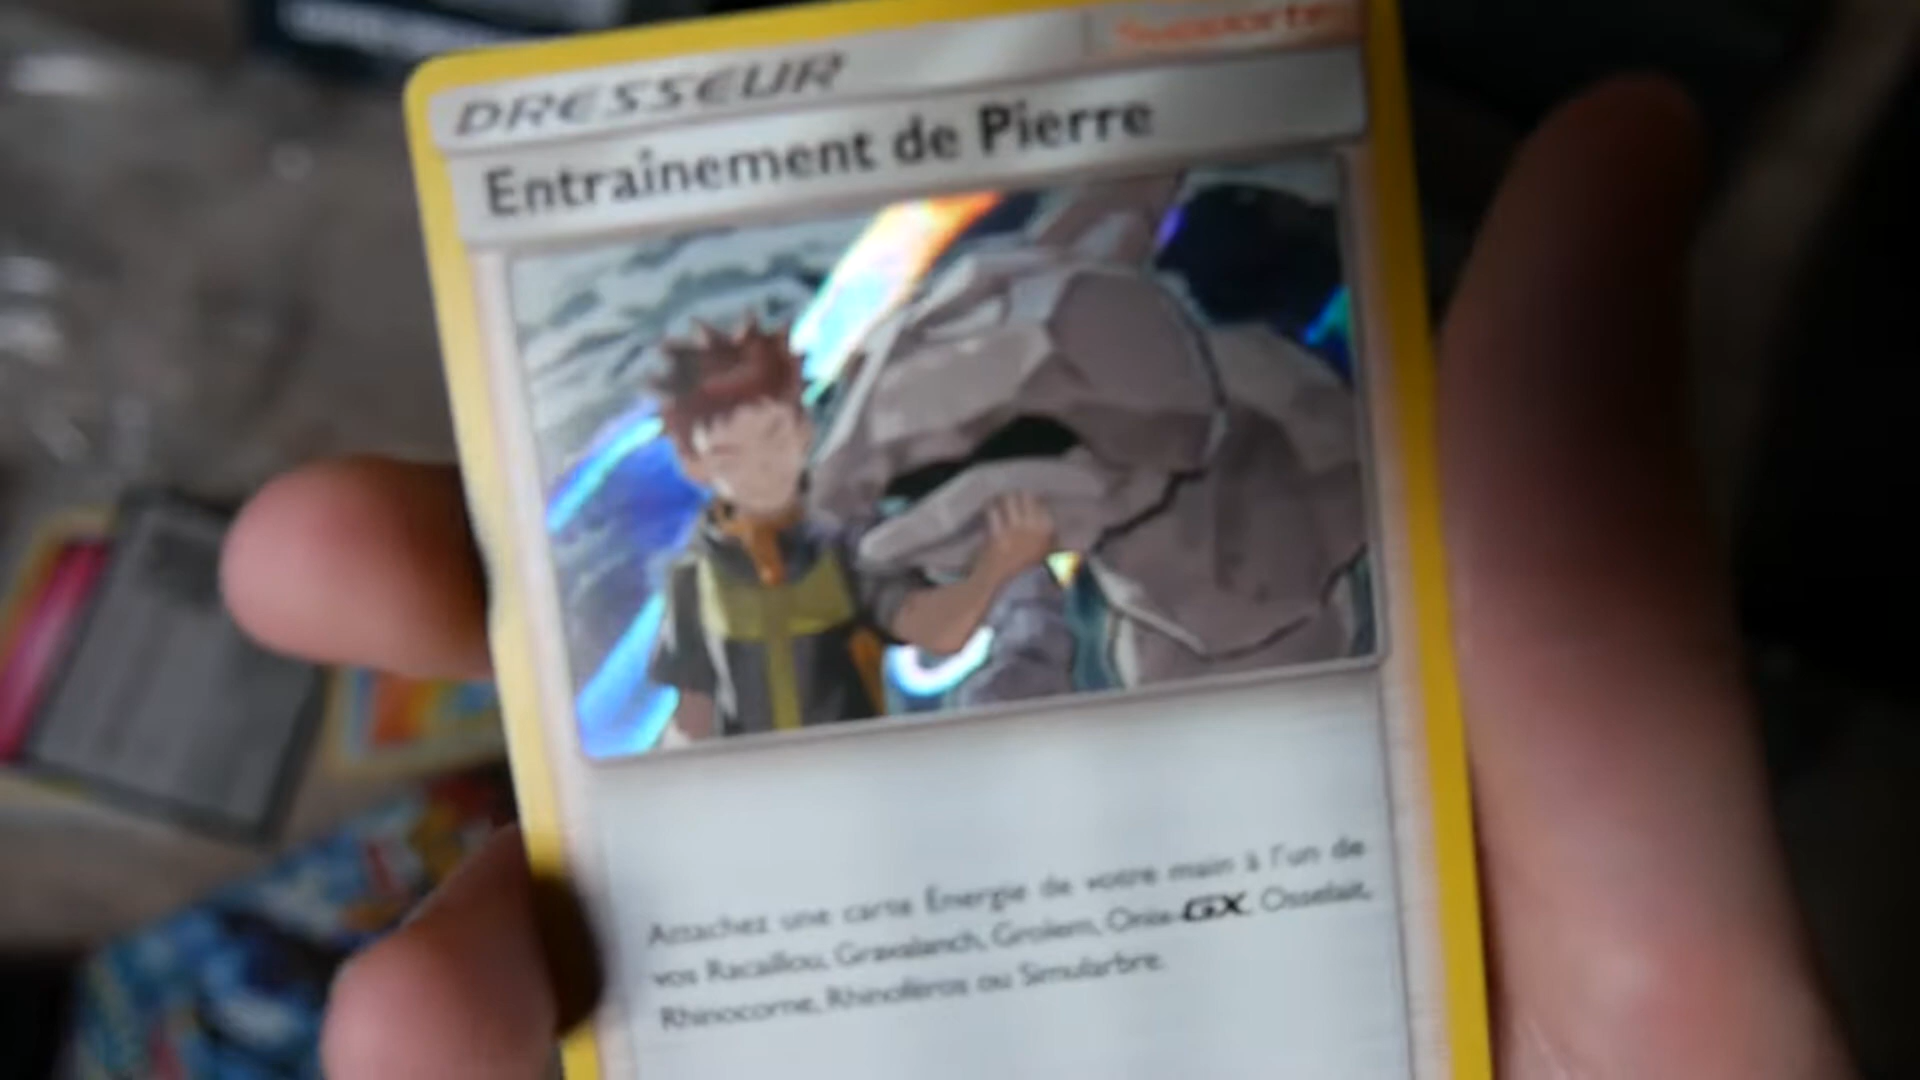 DRESSEUR
Supporter
Entraînement de Pierre
Attachez une carte Énergie de votre main à l'un de
vos Racaillou, Gravalanch, Grolem, Onix-GX, Osselait,
Rhinocorne, Rhinoféros ou Simularbre.